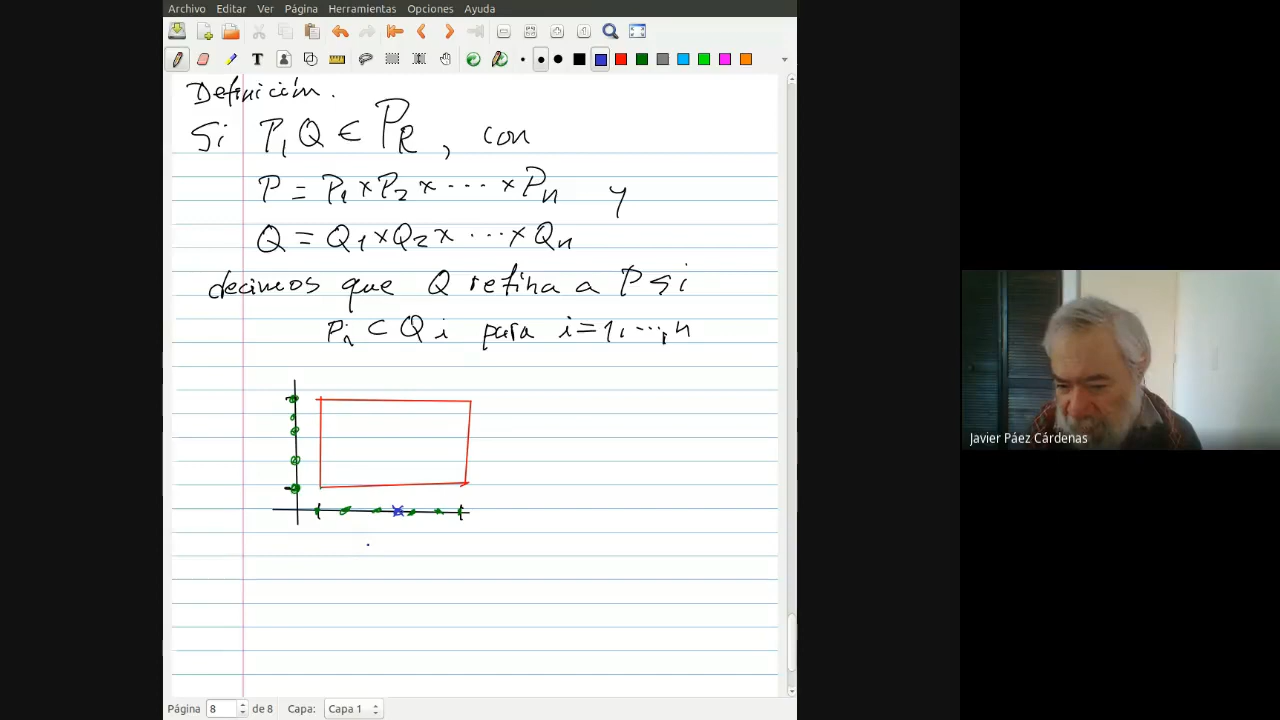 Archivo Editar Ver Página Herramientas Opciones Ayuda
Definición.
Si P, Q ∈ P_R, con
P = P₁ × P₂ × ··· × Pₙ y
Q = Q₁ × Q₂ × ··· × Qₙ
decimos que Q refina a P si
Pᵢ ⊂ Qᵢ para i = 1, ···, n
Javier Páez Cárdenas
Página 8 de 8 Capa: Capa 1